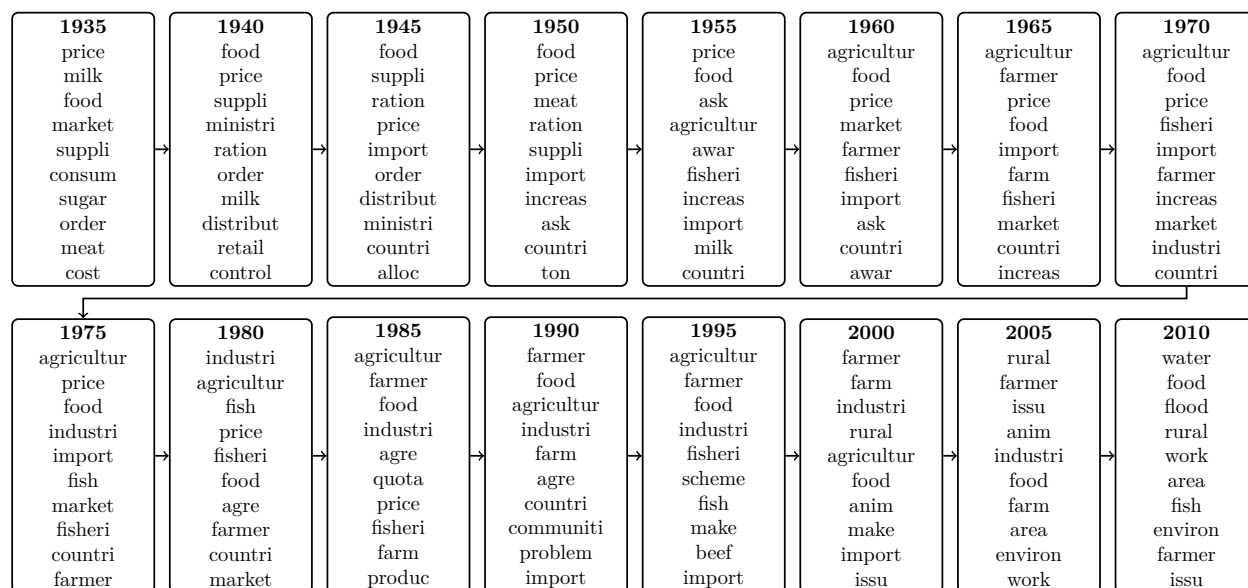 1935 1940 1945 1950 1955 1960 1965 1970
price food food food price agricultur agricultur agricultur
milk price suppli price food food farmer food
food suppli ration meat ask price price price
market ministri price ration agricultur market food fisheri
suppli ration import suppli awar farmer import import
consum order order import fisheri fisheri farm farmer
sugar milk distribut increas increas import fisheri increas
order distribut ministri ask import ask market market
meat retail countri countri milk countri countri industri
cost control alloc ton countri awar increas countri
1975 1980 1985 1990 1995 2000 2005 2010
agricultur industri agricultur farmer agricultur farmer rural water
price agricultur farmer food farmer farm farmer food
food fish food agricultur food industri issu flood
industri price industri industri industri rural anim rural
import fisheri agre farm fisheri agricultur industri work
fish food quota agre scheme food food area
market agre price countri fish anim farm fish
fisheri farmer fisheri communiti make make area environ
countri countri farm problem beef import environ farmer
farmer market produc import import issu work issu